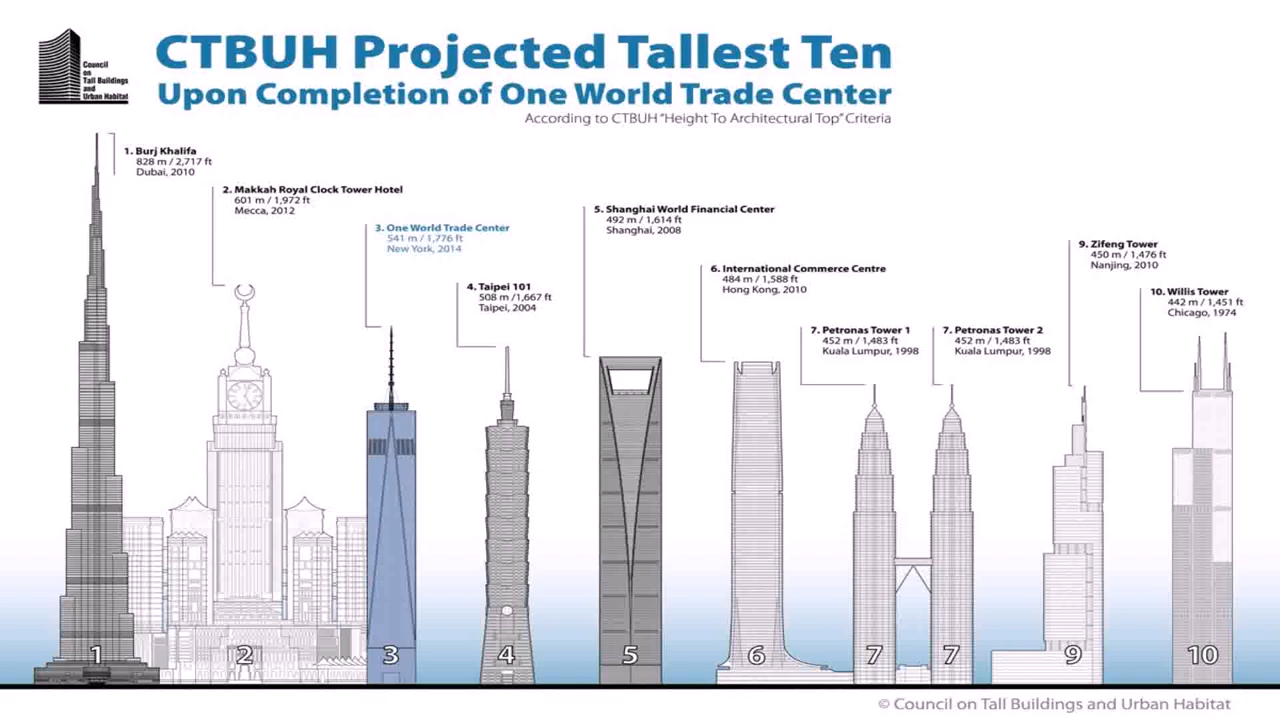 Council
on
Tall Buildings
and
Urban Habitat
CTBUH Projected Tallest Ten
Upon Completion of One World Trade Center
According to CTBUH "Height To Architectural Top" Criteria
1. Burj Khalifa
828 m / 2,717 ft
Dubai, 2010
2. Makkah Royal Clock Tower Hotel
601 m / 1,972 ft
Mecca, 2012
3. One World Trade Center
541 m / 1,776 ft
New York, 2014
4. Taipei 101
508 m /1,667 ft
Taipei, 2004
5. Shanghai World Financial Center
492 m / 1,614 ft
Shanghai, 2008
6. International Commerce Centre
484 m / 1,588 ft
Hong Kong, 2010
7. Petronas Tower 1
452 m / 1,483 ft
Kuala Lumpur, 1998
7. Petronas Tower 2
452 m / 1,483 ft
Kuala Lumpur, 1998
9. Zifeng Tower
450 m / 1,476 ft
Nanjing, 2010
10. Willis Tower
442 m / 1,451 ft
Chicago, 1974
1 2 3 4 5 6 7 7 9 10
© Council on Tall Buildings and Urban Habitat